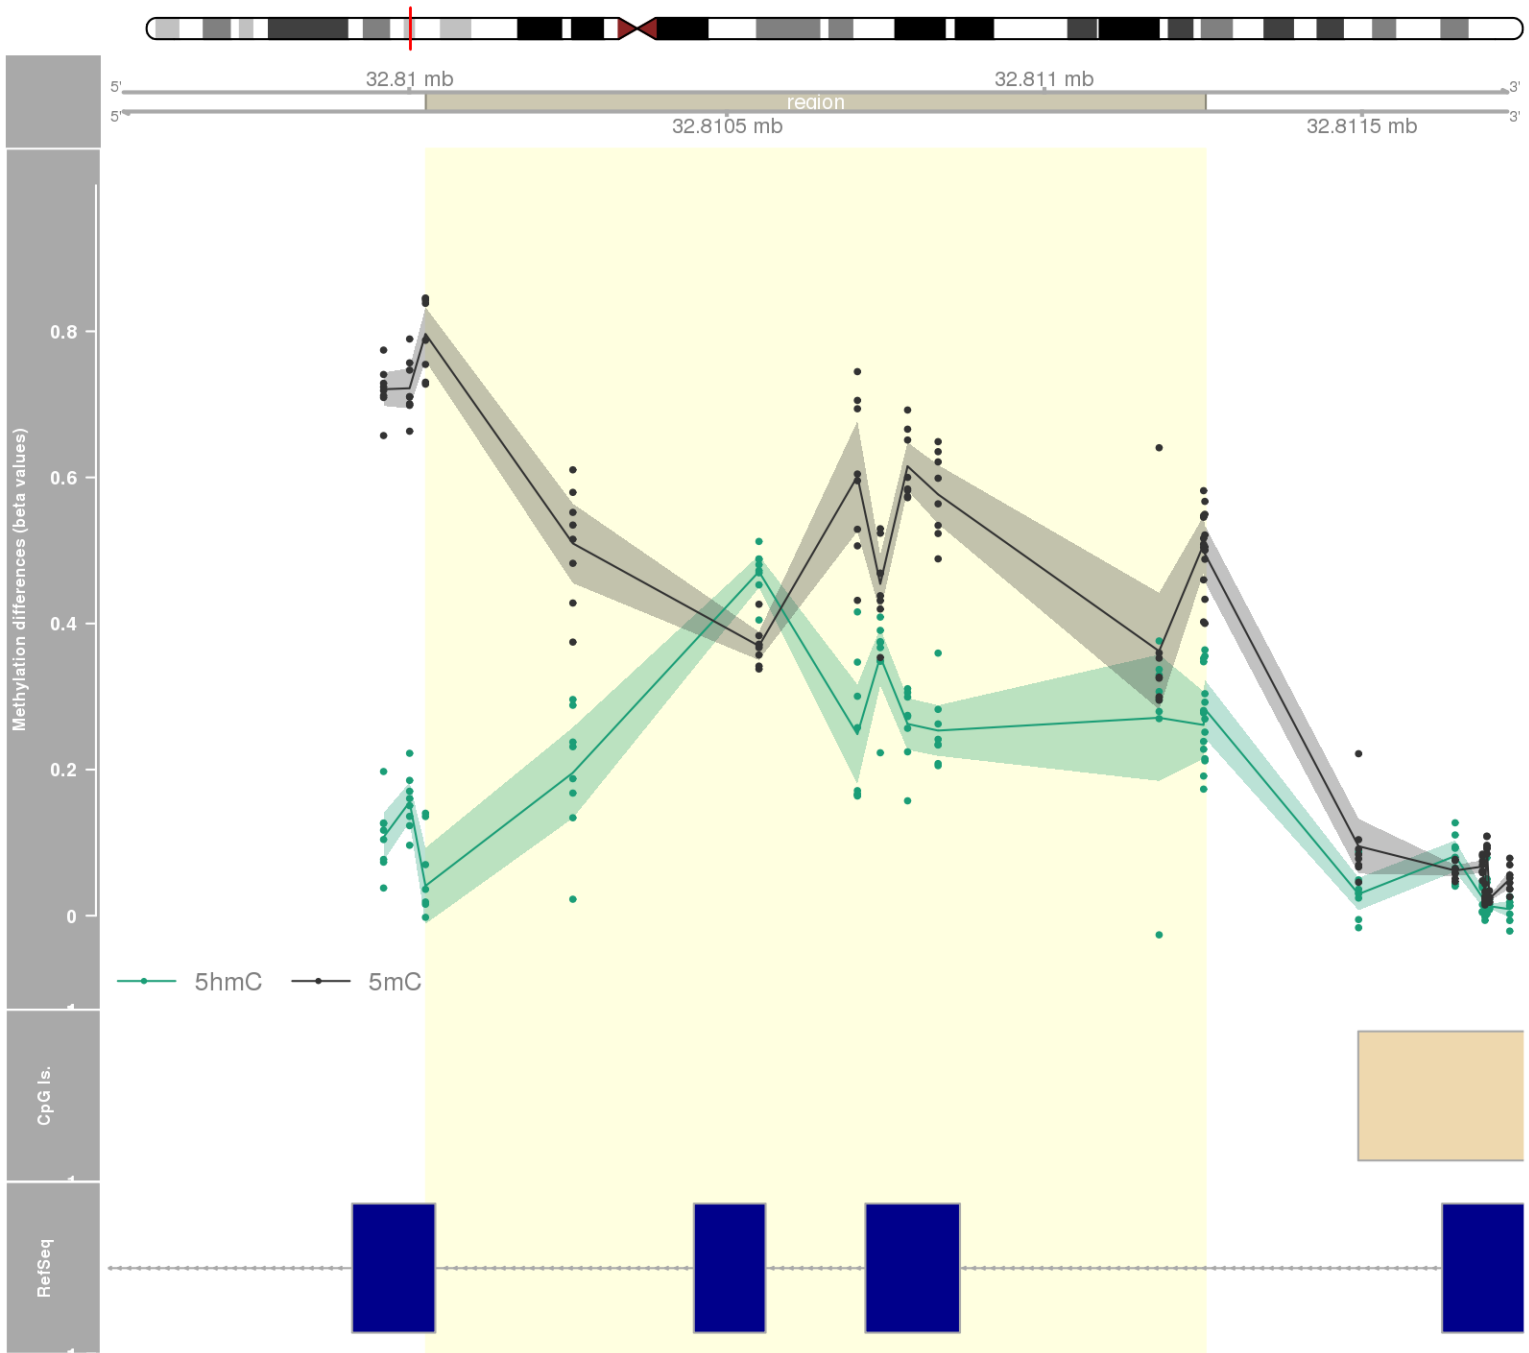 32.81 mb
32.811 mb
5'
3'
region
5'
3'
32.8105 mb
32.8115 mb
Methylation differences (beta values)
0.8
0.6
0.4
0.2
0
5hmC
5mC
CpG Is.
RefSeq